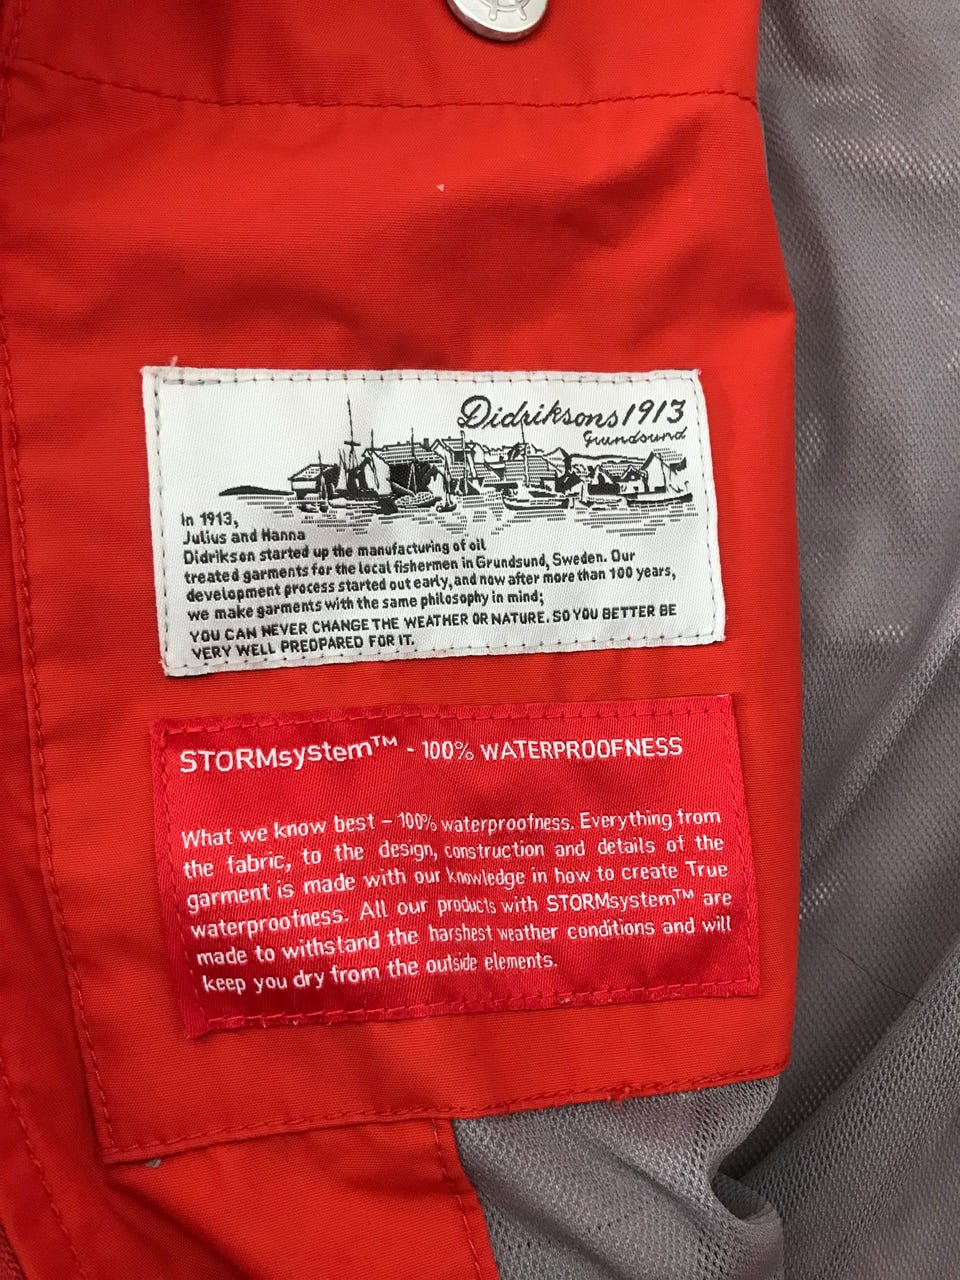 Didriksons1913
Grundsund
In 1913,
Julius and Hanna
Didrikson started up the manufacturing of oil
treated garments for the local fishermen in Grundsund, Sweden. Our
development process started out early, and now after more than 100 years,
we make garments with the same philosophy in mind;
YOU CAN NEVER CHANGE THE WEATHER OR NATURE. SO YOU BETTER BE
VERY WELL PREDPARED FOR IT.
STORMsystem™ - 100% WATERPROOFNESS
What we know best – 100% waterproofness. Everything from
the fabric, to the design, construction and details of the
garment is made with our knowledge in how to create True
waterproofness. All our products with STORMsystem™ are
made to withstand the harshest weather conditions and will
keep you dry from the outside elements.